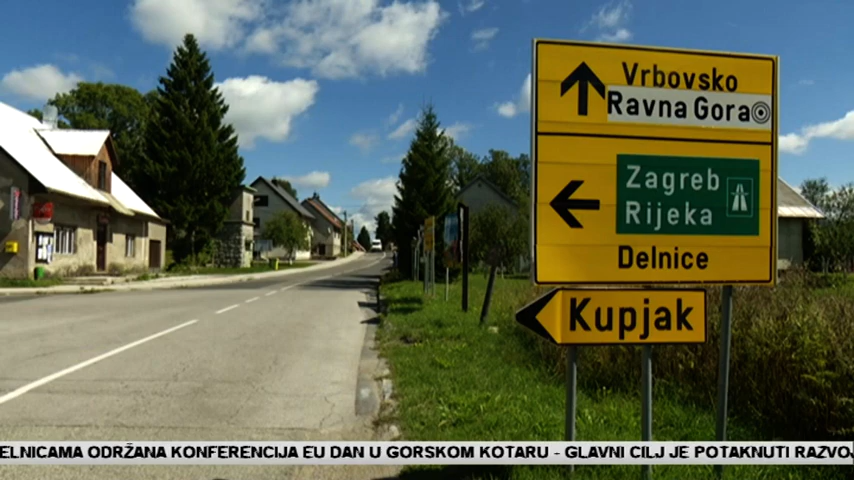 Vrbovsko
Ravna Gora
Zagreb
Rijeka
Delnice
Kupjak
ELNICAMA ODRŽANA KONFERENCIJA EU DAN U GORSKOM KOTARU - GLAVNI CILJ JE POTAKNUTI RAZVOJ